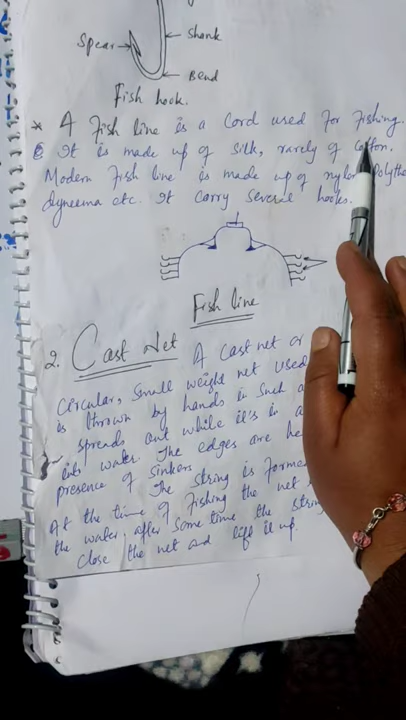 Spear
Shank
Bend
Fish hook.
* A Fish line is a Cord used For Fishing.
It is made up of Silk, rarely of Cotton.
Modern Fish line is made up of nylon Polythe
dyneema etc. It Carry Several hooks.
Fish line
2. Cast Net A Cast net or
Circular, Small weight net used
is thrown by hands in Such a
spreads out while it's in a
into water. The edges are he
presence of Sinkers The String is Formed
At the time of Fishing the net
the water, after Some time the String
Close the net and lift it up.